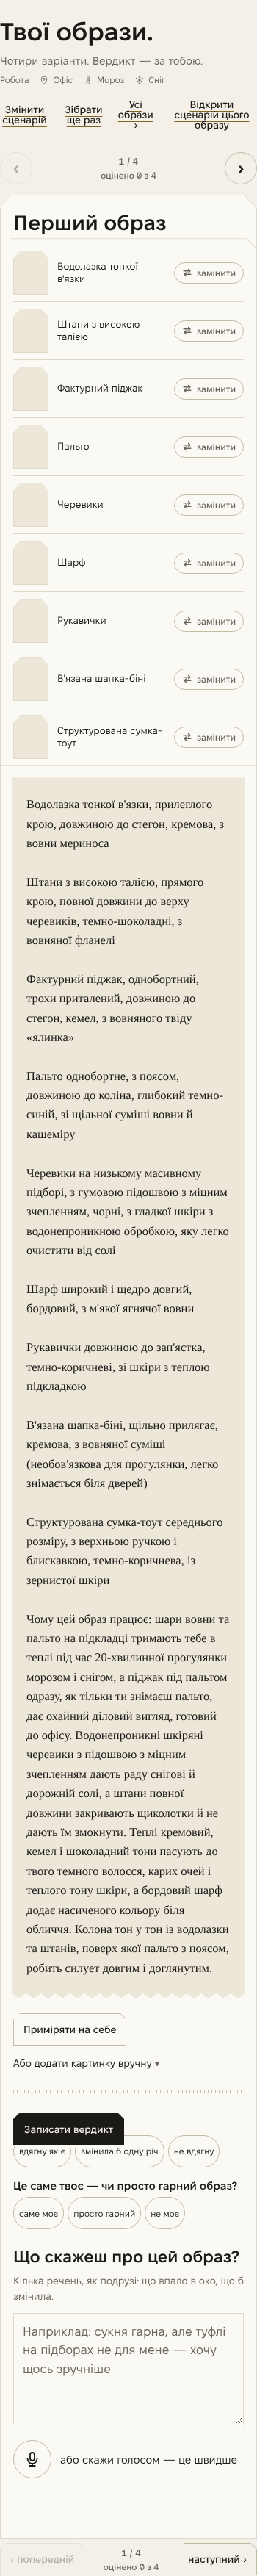 Твої образи.
Чотири варіанти. Вердикт — за тобою.
Робота Офіс Мороз Сніг
Змінити сценарій
Зібрати ще раз
Усі образи ›
Відкрити сценарій цього образу
‹
1 / 4
оцінено 0 з 4
›
Перший образ
Водолазка тонкої в'язки
⇄ замінити
Штани з високою талією
⇄ замінити
Фактурний піджак
⇄ замінити
Пальто
⇄ замінити
Черевики
⇄ замінити
Шарф
⇄ замінити
Рукавички
⇄ замінити
В'язана шапка-біні
⇄ замінити
Структурована сумка-тоут
⇄ замінити
Водолазка тонкої в'язки, прилеглого
крою, довжиною до стегон, кремова, з
вовни мериноса
Штани з високою талією, прямого
крою, повної довжини до верху
черевиків, темно-шоколадні, з
вовняної фланелі
Фактурний піджак, однобортний,
трохи приталений, довжиною до
стегон, кемел, з вовняного твіду
«ялинка»
Пальто однобортне, з поясом,
довжиною до коліна, глибокий темно-
синій, зі щільної суміші вовни й
кашеміру
Черевики на низькому масивному
підборі, з гумовою підошвою з міцним
зчепленням, чорні, з гладкої шкіри з
водонепроникною обробкою, яку легко
очистити від солі
Шарф широкий і щедро довгий,
бордовий, з м'якої ягнячої вовни
Рукавички довжиною до зап'ястка,
темно-коричневі, зі шкіри з теплою
підкладкою
В'язана шапка-біні, щільно прилягає,
кремова, з вовняної суміші
(необов'язкова для прогулянки, легко
знімається біля дверей)
Структурована сумка-тоут середнього
розміру, з верхньою ручкою і
блискавкою, темно-коричнева, із
зернистої шкіри
Чому цей образ працює: шари вовни та
пальто на підкладці тримають тебе в
теплі під час 20-хвилинної прогулянки
морозом і снігом, а піджак під пальтом
одразу, як тільки ти знімаєш пальто,
дає охайний діловий вигляд, готовий
до офісу. Водонепроникні шкіряні
черевики з підошвою з міцним
зчепленням дають раду снігові й
дорожній солі, а штани повної
довжини закривають щиколотки й не
дають їм змокнути. Теплі кремовий,
кемел і шоколадний тони пасують до
твого темного волосся, карих очей і
теплого тону шкіри, а бордовий шарф
додає насиченого кольору біля
обличчя. Колона тон у тон із водолазки
та штанів, поверх якої пальто з поясом,
робить силует довгим і доглянутим.
Приміряти на себе
Або додати картинку вручну ▾
Записати вердикт
вдягну як є
змінила б одну річ
не вдягну
Це саме твоє — чи просто гарний образ?
саме моє
просто гарний
не моє
Що скажеш про цей образ?
Кілька речень, як подрузі: що впало в око, що б
змінила.
Наприклад: сукня гарна, але туфлі
на підборах не для мене — хочу
щось зручніше
або скажи голосом — це швидше
‹ попередній
1 / 4
оцінено 0 з 4
наступний ›